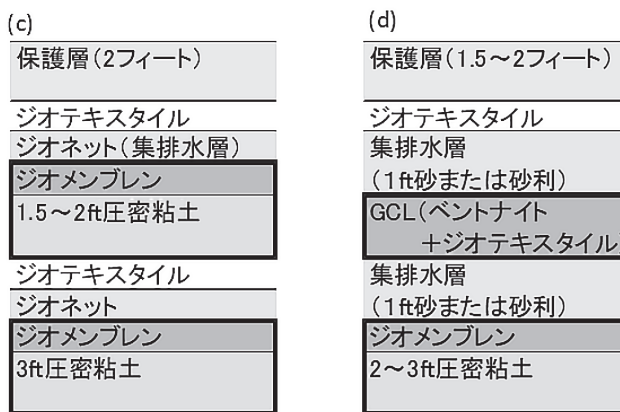 (c)
保護層(2フィート)
ジオテキスタイル
ジオネット(集排水層)
ジオメンブレン
1.5～2ft圧密粘土
ジオテキスタイル
ジオネット
ジオメンブレン
3ft圧密粘土
(d)
保護層(1.5～2フィート)
ジオテキスタイル
集排水層
(1ft砂または砂利)
GCL(ベントナイト
+ジオテキスタイル)
集排水層
(1ft砂または砂利)
ジオメンブレン
2～3ft圧密粘土